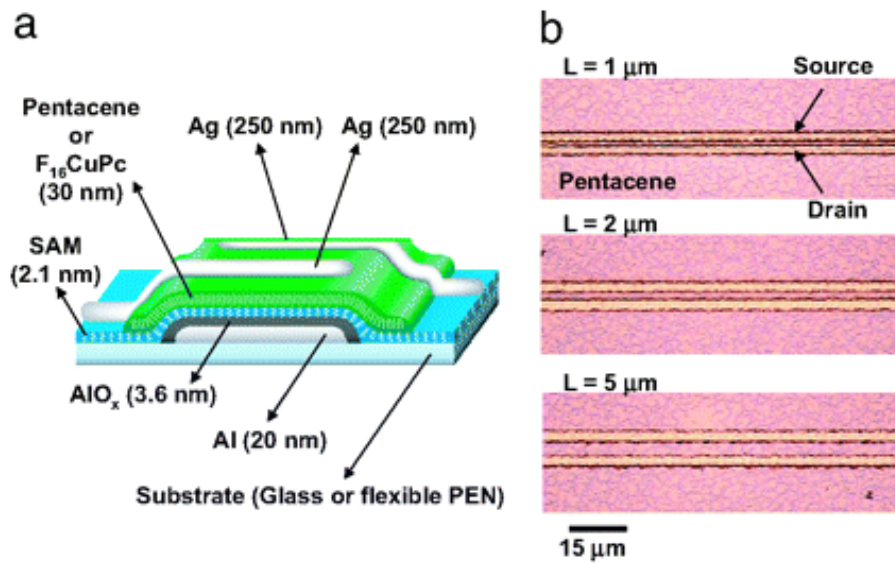 a
Pentacene
or
F₁₆CuPc
(30 nm)
Ag (250 nm)
Ag (250 nm)
SAM
(2.1 nm)
AlOₓ (3.6 nm)
Al (20 nm)
Substrate (Glass or flexible PEN)
b
L = 1 μm
Source
Pentacene
Drain
L = 2 μm
L = 5 μm
15 μm